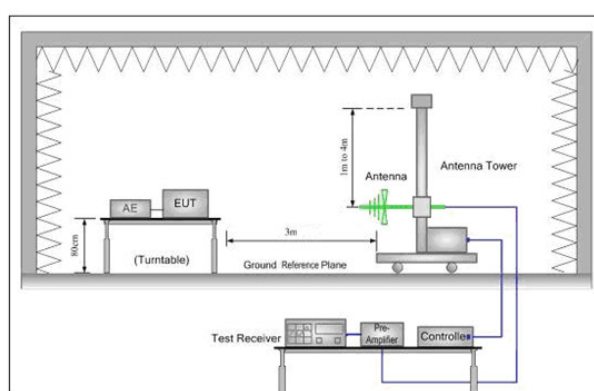 1m to 4m
Antenna
Antenna Tower
AE
EUT
80cm
(Turntable)
3m
Ground Reference Plane
Test Receiver
Pre-
Amplifier
Controller